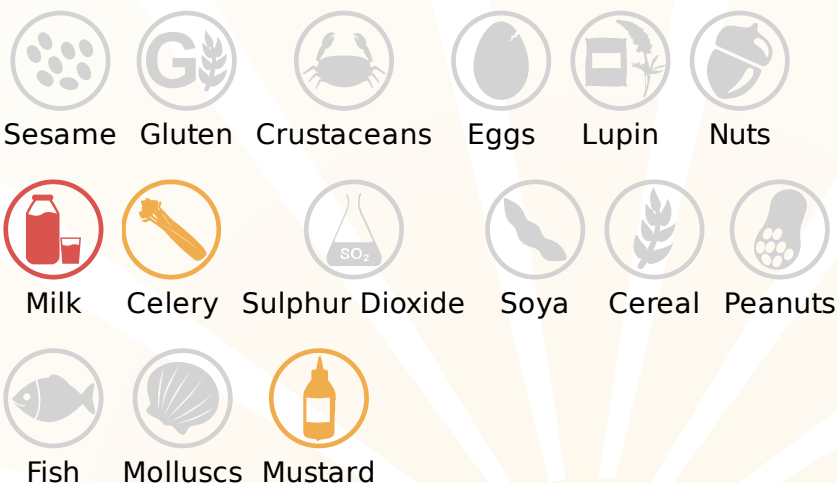 G
Sesame Gluten Crustaceans Eggs Lupin Nuts
SO₂
Milk Celery Sulphur Dioxide Soya Cereal Peanuts
Fish Molluscs Mustard